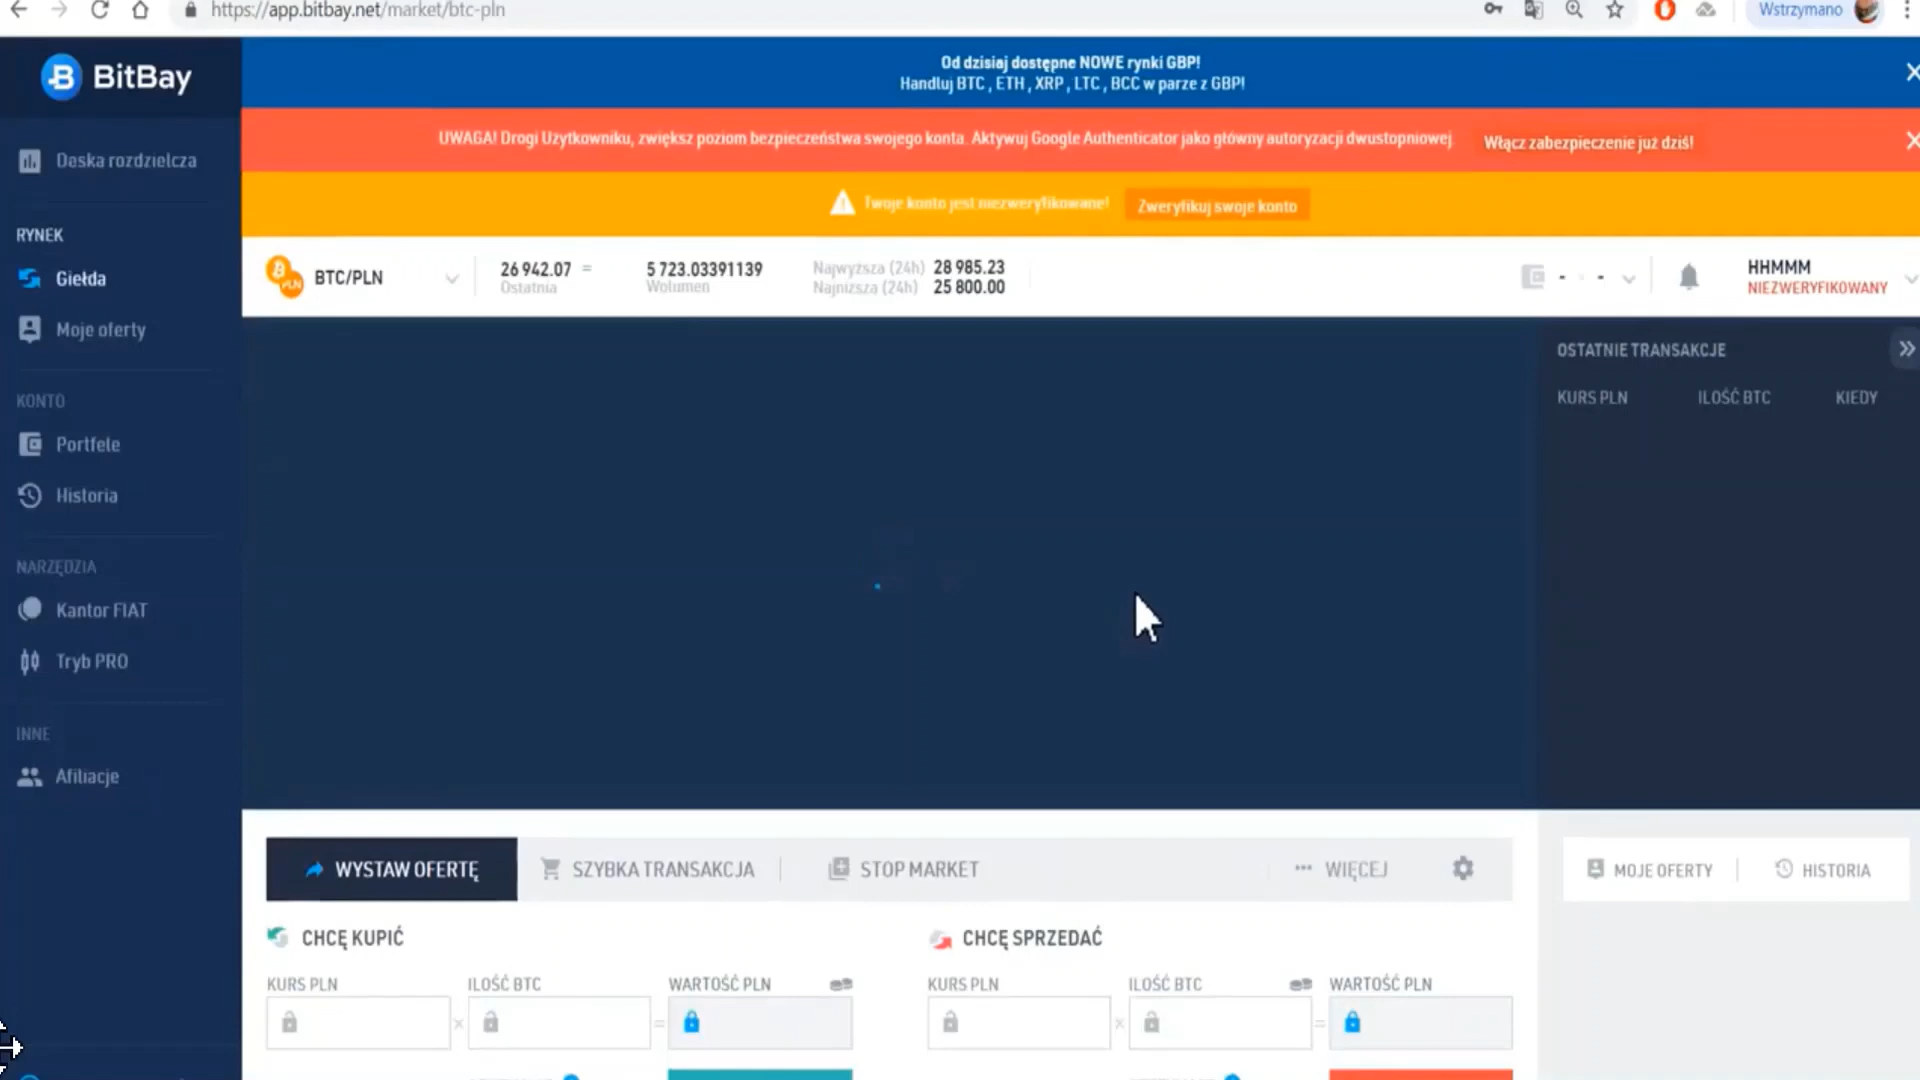 https://app.bitbay.net/market/btc-pln
Wstrzymano
BitBay
Od dzisiaj dostępne NOWE rynki GBP!
Handluj BTC , ETH , XRP , LTC , BCC w parze z GBP!
UWAGA! Drogi Użytkowniku, zwiększ poziom bezpieczeństwa swojego konta. Aktywuj Google Authenticator jako główny autoryzacji dwustopniowej.
Włącz zabezpieczenie już dziś!
Twoje konto jest niezweryfikowane!
Zweryfikuj swoje konto
Deska rozdzielcza
RYNEK
Giełda
Moje oferty
KONTO
Portfele
Historia
NARZĘDZIA
Kantor FIAT
Tryb PRO
INNE
Afiliacje
BTC/PLN
26 942.07 =
Ostatnia
5 723.03391139
Wolumen
Najwyższa (24h) 28 985.23
Najniższa (24h) 25 800.00
- -
HHMMM
NIEZWERYFIKOWANY
OSTATNIE TRANSAKCJE
KURS PLN ILOŚĆ BTC KIEDY
WYSTAW OFERTĘ
SZYBKA TRANSAKCJA
STOP MARKET
WIĘCEJ
MOJE OFERTY
HISTORIA
CHCĘ KUPIĆ
KURS PLN ILOŚĆ BTC WARTOŚĆ PLN
× =
CHCĘ SPRZEDAĆ
KURS PLN ILOŚĆ BTC WARTOŚĆ PLN
× =